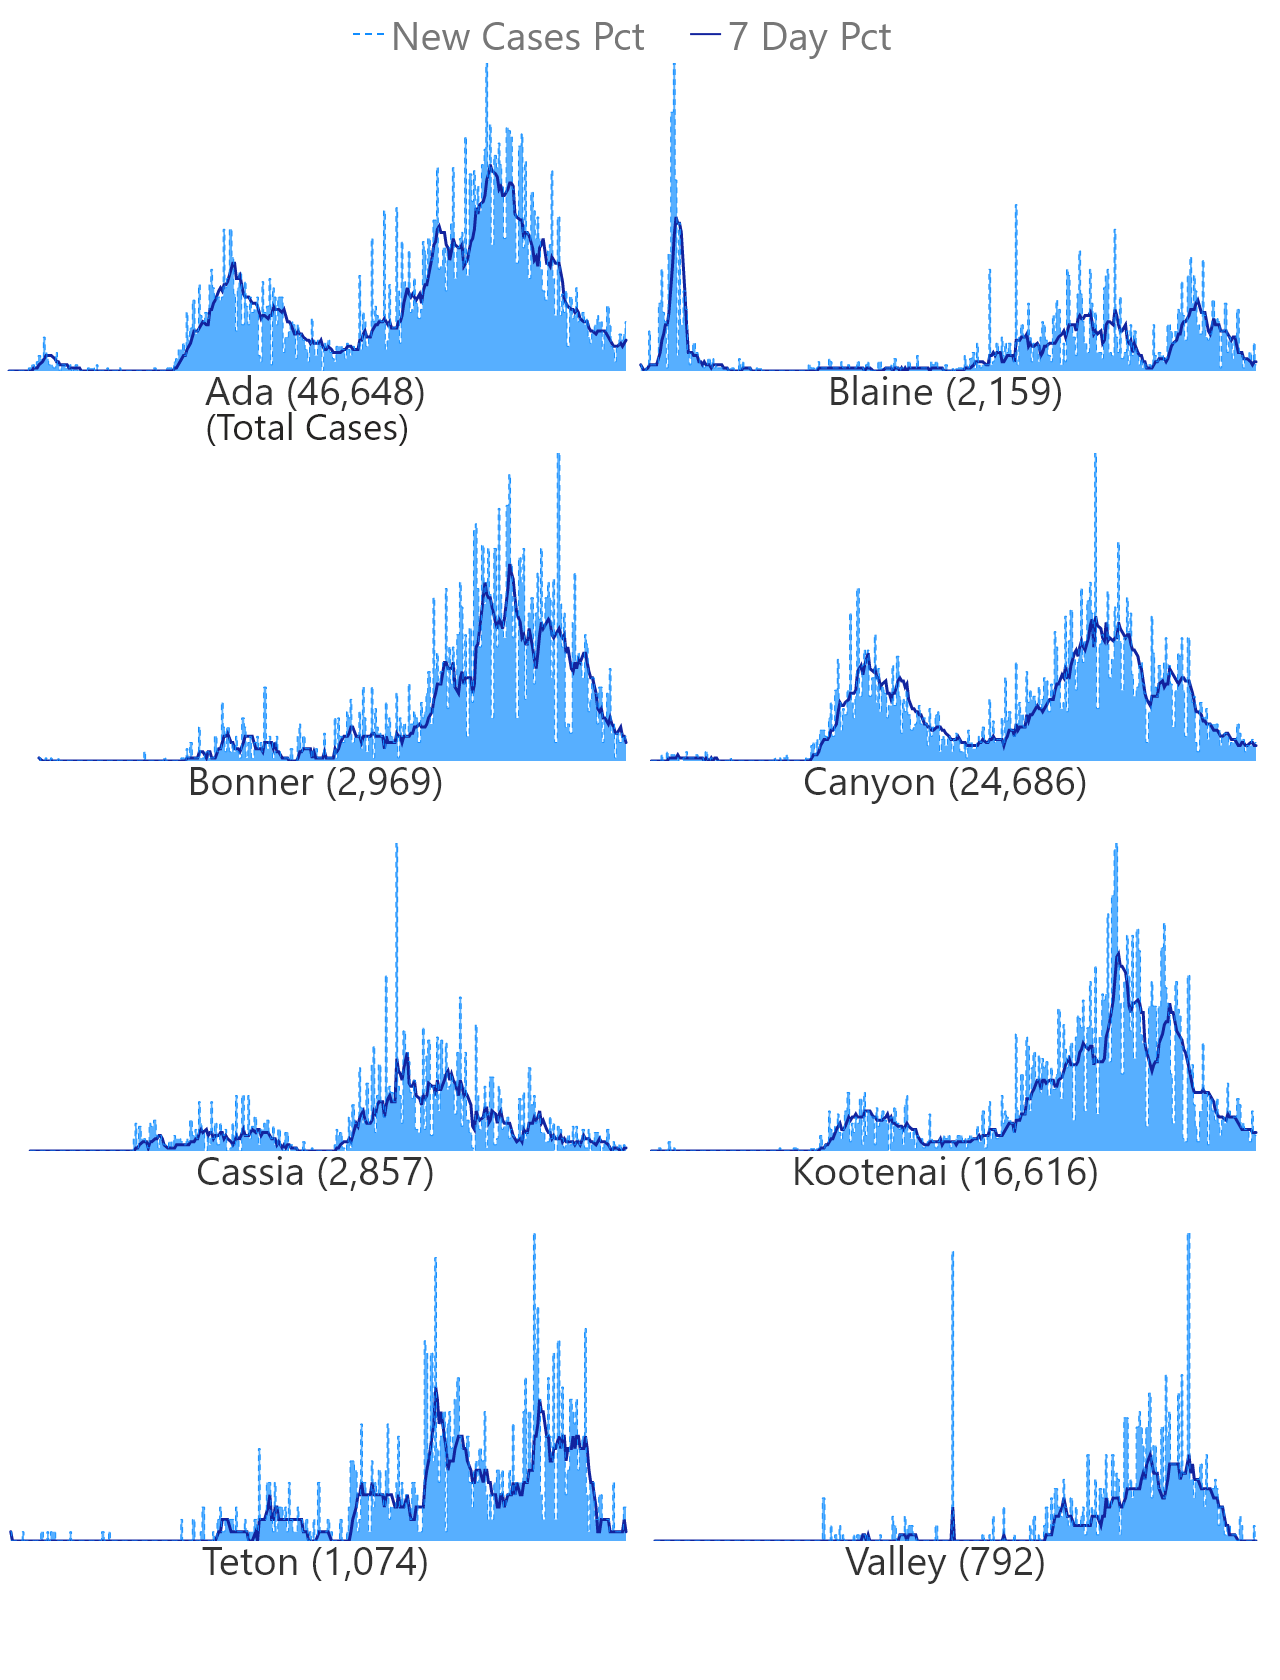 New Cases Pct 7 Day Pct
Ada (46,648)
(Total Cases)
Blaine (2,159)
Bonner (2,969)
Canyon (24,686)
Cassia (2,857)
Kootenai (16,616)
Teton (1,074)
Valley (792)